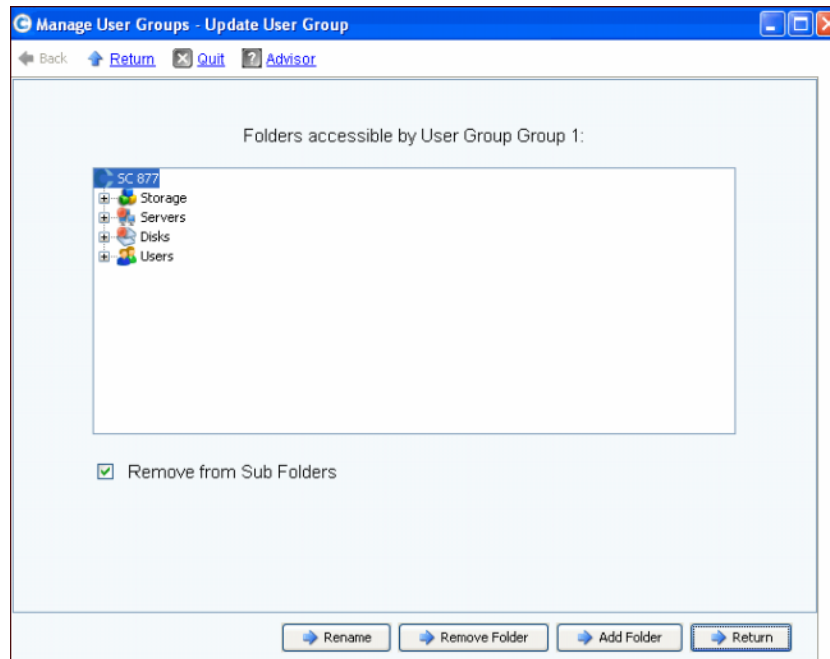 Manage User Groups - Update User Group
Back Return Quit Advisor
Folders accessible by User Group Group 1:
SC 877
Storage
Servers
Disks
Users
Remove from Sub Folders
Rename Remove Folder Add Folder Return